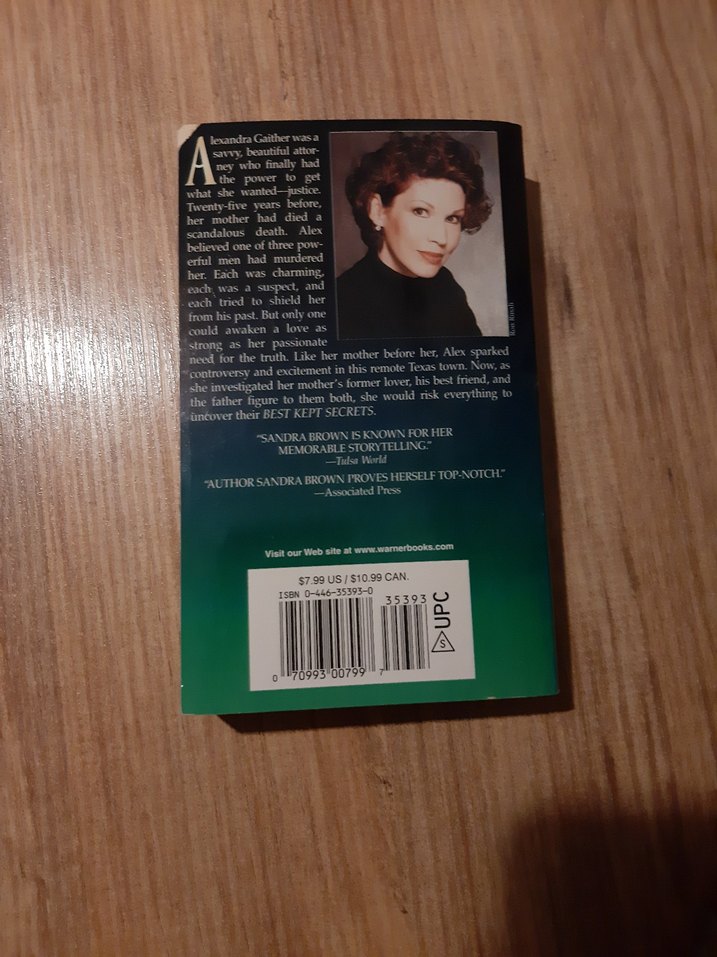 Alexandra Gaither was a
savvy, beautiful attor-
ney who finally had
the power to get
what she wanted—justice.
Twenty-five years before,
her mother had died a
scandalous death. Alex
believed one of three pow-
erful men had murdered
her. Each was charming,
each was a suspect, and
each tried to shield her
from his past. But only one
could awaken a love as
strong as her passionate
need for the truth. Like her mother before her, Alex sparked
controversy and excitement in this remote Texas town. Now, as
she investigated her mother's former lover, his best friend, and
the father figure to them both, she would risk everything to
uncover their BEST KEPT SECRETS.
Ron Rinoli
"SANDRA BROWN IS KNOWN FOR HER
MEMORABLE STORYTELLING."
—Tulsa World
"AUTHOR SANDRA BROWN PROVES HERSELF TOP-NOTCH."
—Associated Press
Visit our Web site at www.warnerbooks.com
$7.99 US / $10.99 CAN.
ISBN 0-446-35393-0
35393
0 70993 00799 7
S UPC